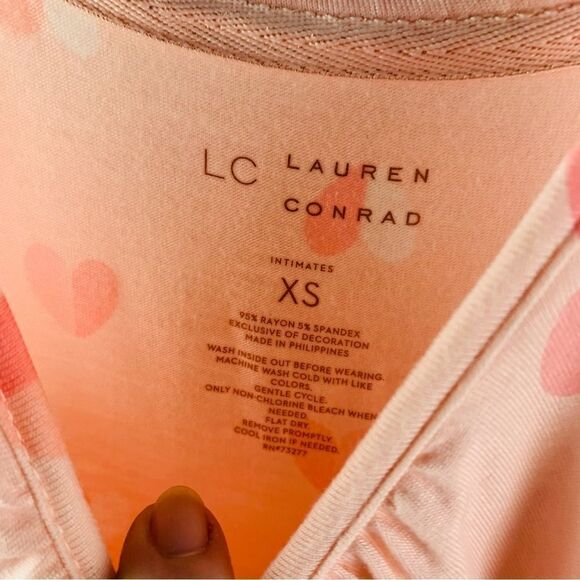 LC LAUREN CONRAD
INTIMATES
XS
95% RAYON 5% SPANDEX
EXCLUSIVE OF DECORATION
MADE IN PHILIPPINES
WASH INSIDE OUT BEFORE WEARING.
MACHINE WASH COLD WITH LIKE
COLORS.
GENTLE CYCLE.
ONLY NON-CHLORINE BLEACH WHEN
NEEDED.
FLAT DRY.
REMOVE PROMPTLY.
COOL IRON IF NEEDED.
RN#73277